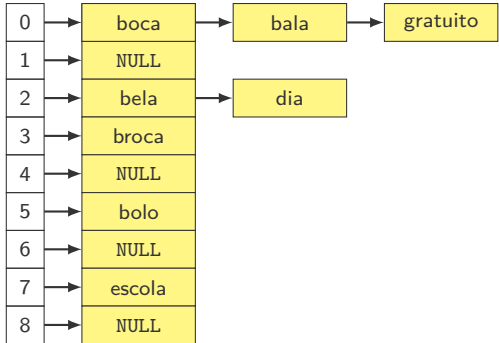 0 boca bala gratuito
1 NULL
2 bela dia
3 broca
4 NULL
5 bolo
6 NULL
7 escola
8 NULL